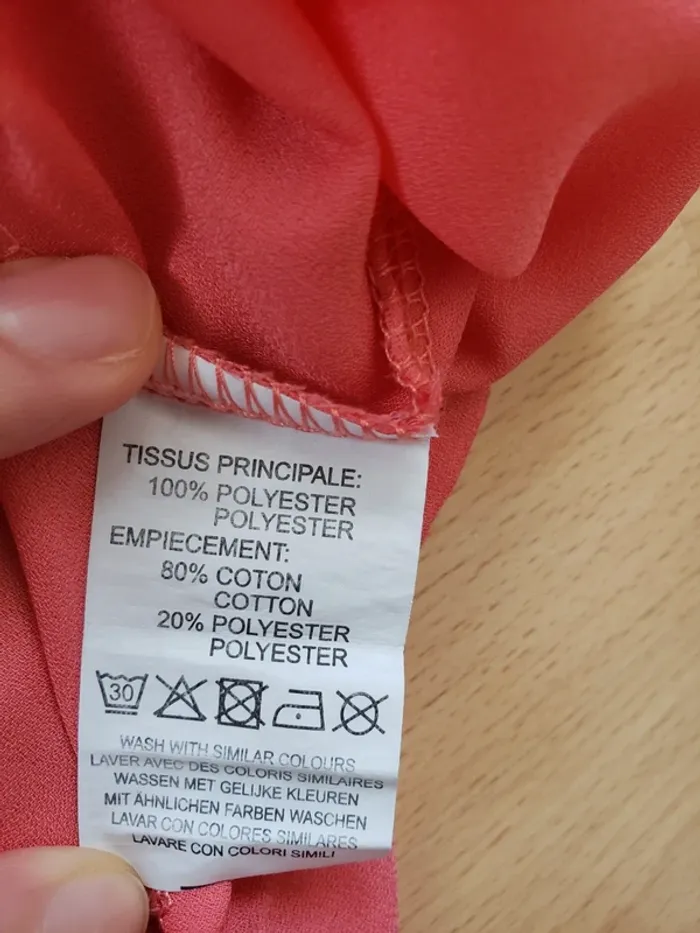 TISSUS PRINCIPALE:
100% POLYESTER
POLYESTER
EMPIECEMENT:
80% COTON
COTTON
20% POLYESTER
POLYESTER
30
WASH WITH SIMILAR COLOURS
LAVER AVEC DES COLORIS SIMILAIRES
WASSEN MET GELIJKE KLEUREN
MIT ÄHNLICHEN FARBEN WASCHEN
LAVAR CON COLORES SIMILARES
LAVARE CON COLORI SIMILI